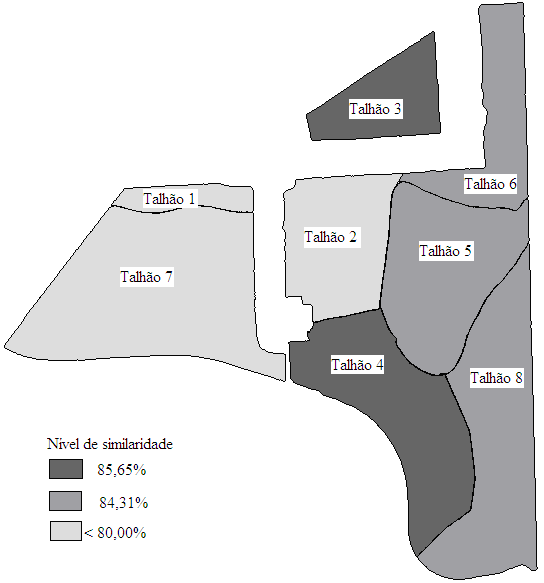 Talhão 3
Talhão 6
Talhão 1
Talhão 2
Talhão 5
Talhão 7
Talhão 4
Talhão 8
Nível de similaridade
85,65%
84,31%
< 80,00%